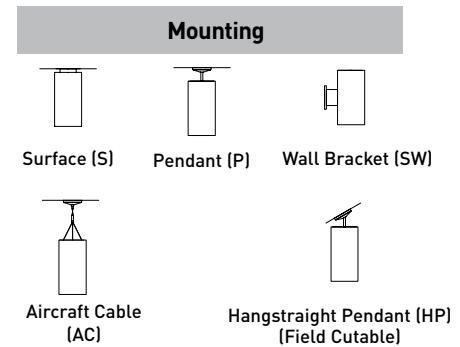 Mounting
Surface (S)
Pendant (P)
Wall Bracket (SW)
Aircraft Cable
(AC)
Hangstraight Pendant (HP)
(Field Cutable)